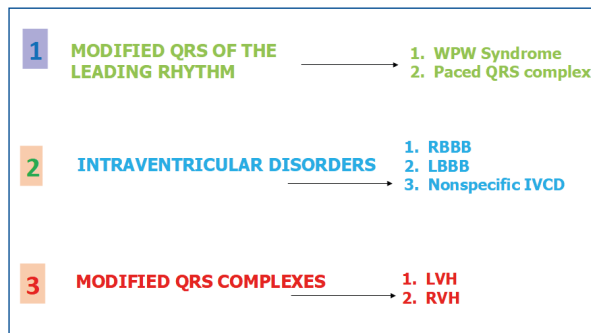 1
MODIFIED QRS OF THE
LEADING RHYTHM
1. WPW Syndrome
2. Paced QRS complex
2
INTRAVENTRICULAR DISORDERS
1. RBBB
2. LBBB
3. Nonspecific IVCD
3
MODIFIED QRS COMPLEXES
1. LVH
2. RVH